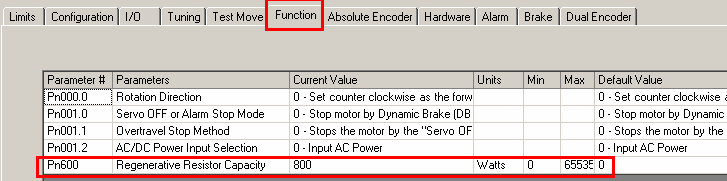 Limits Configuration I/O Tuning Test Move Function Absolute Encoder Hardware Alarm Brake Dual Encoder
Parameter # Parameters Current Value Units Min Max Default Value
Pn000.0 Rotation Direction 0 - Set counter clockwise as the forw 0 - Set counter clockwise as
Pn001.0 Servo OFF or Alarm Stop Mode 0 - Stop motor by Dynamic Brake (DB 0 - Stop motor by Dynamic
Pn001.1 Overtravel Stop Method 0 - Stops the motor by the "Servo OF 0 - Stops the motor by the
Pn001.2 AC/DC Power Input Selection 0 - Input AC Power 0 - Input AC Power
Pn600 Regenerative Resistor Capacity 800 Watts 0 65535 0